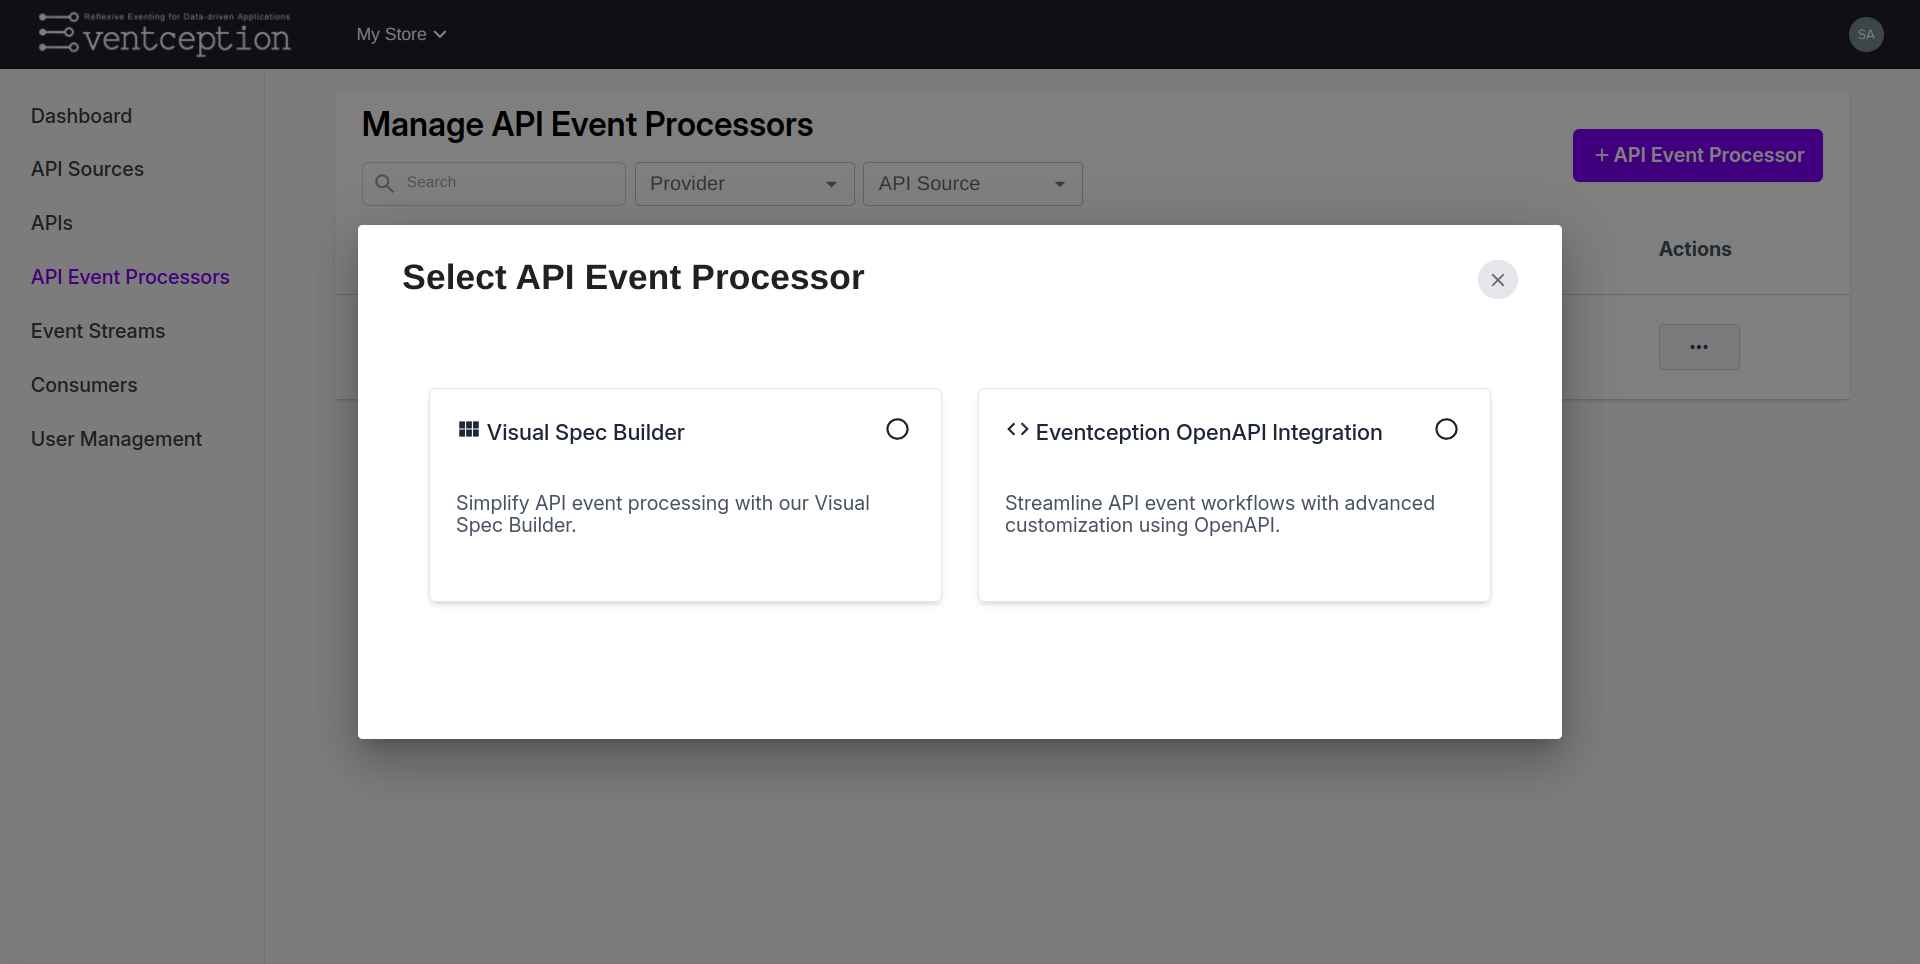 Reflexive Eventing for Data-driven Applications
ventception
My Store
SA
Dashboard
API Sources
APIs
API Event Processors
Event Streams
Consumers
User Management
Manage API Event Processors
Search
Provider
API Source
+ API Event Processor
Actions
...
Select API Event Processor
Visual Spec Builder
Simplify API event processing with our Visual
Spec Builder.
Eventception OpenAPI Integration
Streamline API event workflows with advanced
customization using OpenAPI.